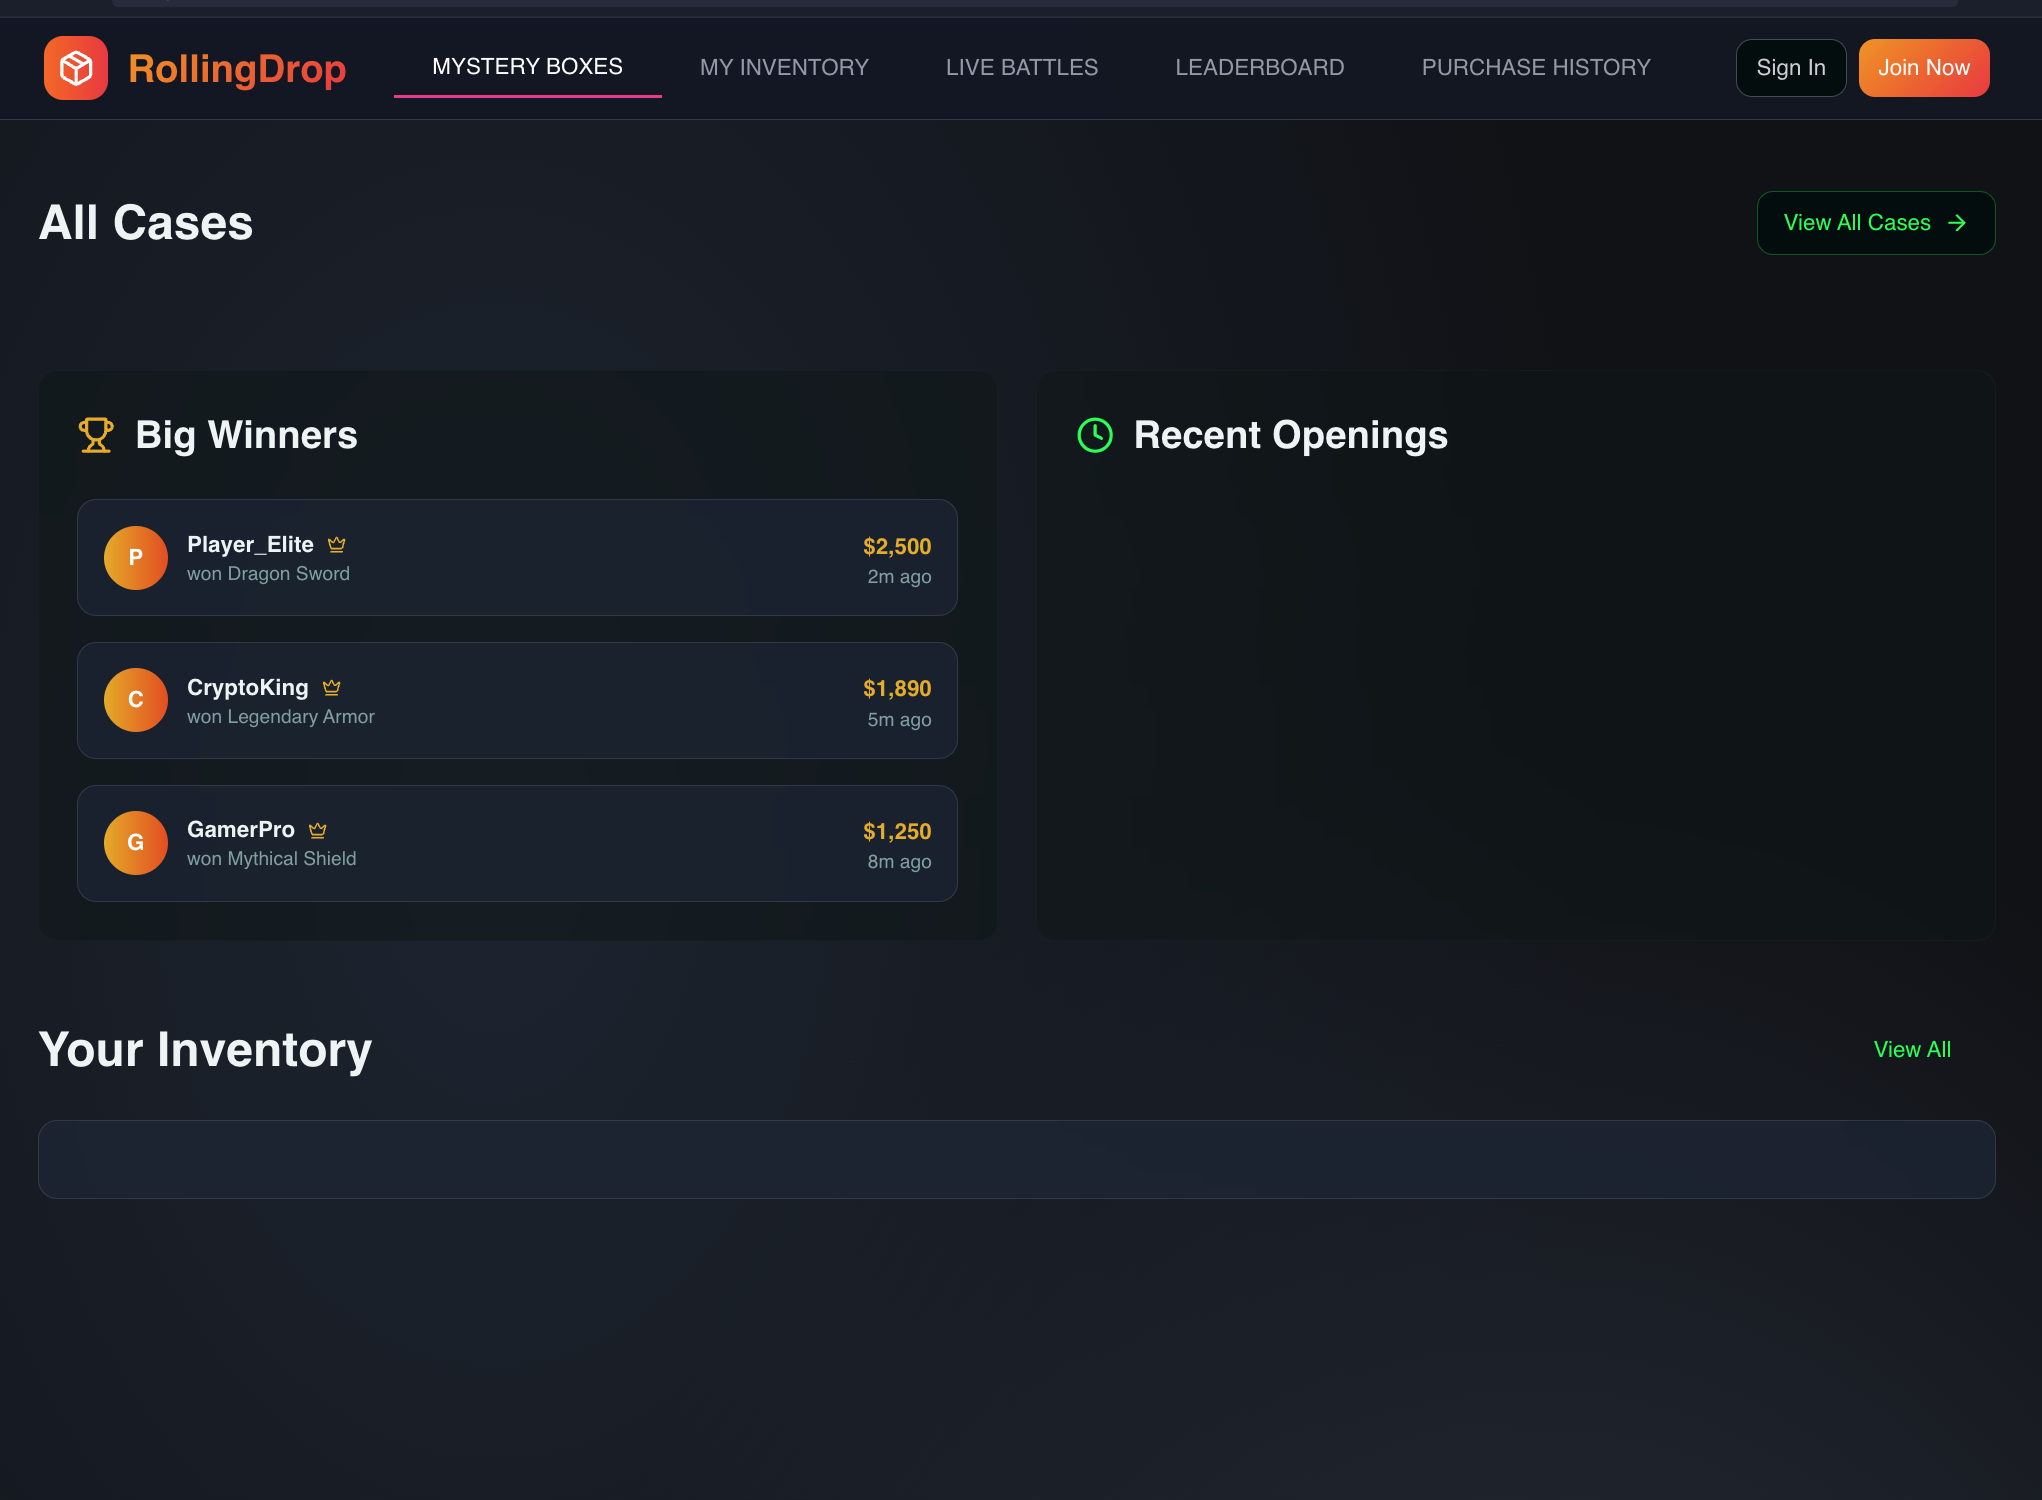 RollingDrop
MYSTERY BOXES
MY INVENTORY
LIVE BATTLES
LEADERBOARD
PURCHASE HISTORY
Sign In
Join Now
All Cases
View All Cases
Big Winners
P
Player_Elite
won Dragon Sword
$2,500
2m ago
C
CryptoKing
won Legendary Armor
$1,890
5m ago
G
GamerPro
won Mythical Shield
$1,250
8m ago
Recent Openings
Your Inventory
View All